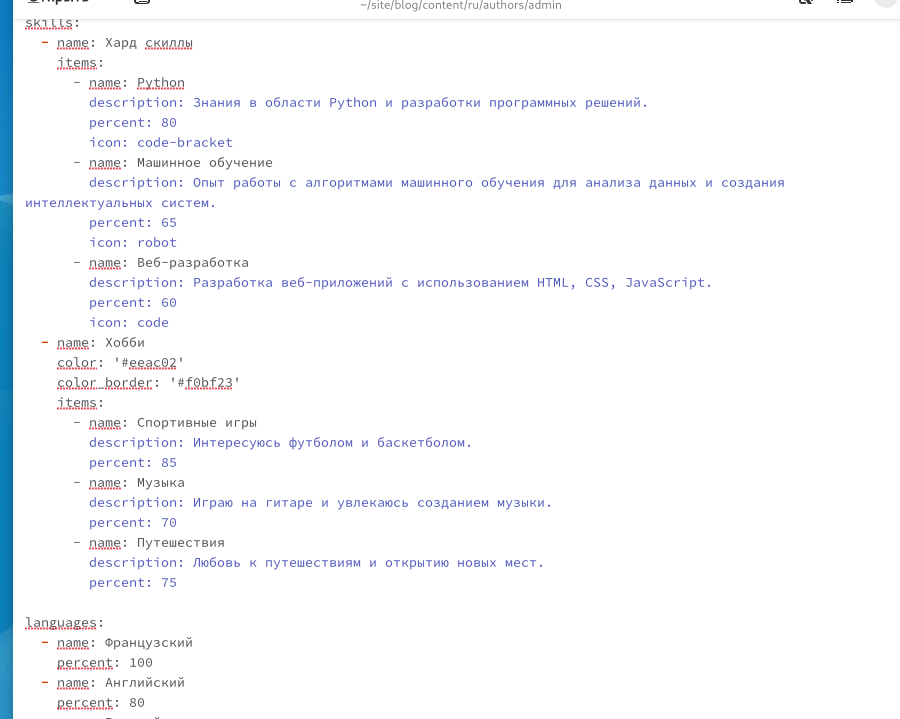 ~/site/blog/content/ru/authors/admin
skills:
- name: Хард скиллы
items:
- name: Python
description: Знания в области Python и разработки программных решений.
percent: 80
icon: code-bracket
- name: Машинное обучение
description: Опыт работы с алгоритмами машинного обучения для анализа данных и создания
интеллектуальных систем.
percent: 65
icon: robot
- name: Веб-разработка
description: Разработка веб-приложений с использованием HTML, CSS, JavaScript.
percent: 60
icon: code
- name: Хобби
color: '#eeac02'
color_border: '#f0bf23'
items:
- name: Спортивные игры
description: Интересуюсь футболом и баскетболом.
percent: 85
- name: Музыка
description: Играю на гитаре и увлекаюсь созданием музыки.
percent: 70
- name: Путешествия
description: Любовь к путешествиям и открытию новых мест.
percent: 75
languages:
- name: Французский
percent: 100
- name: Английский
percent: 80